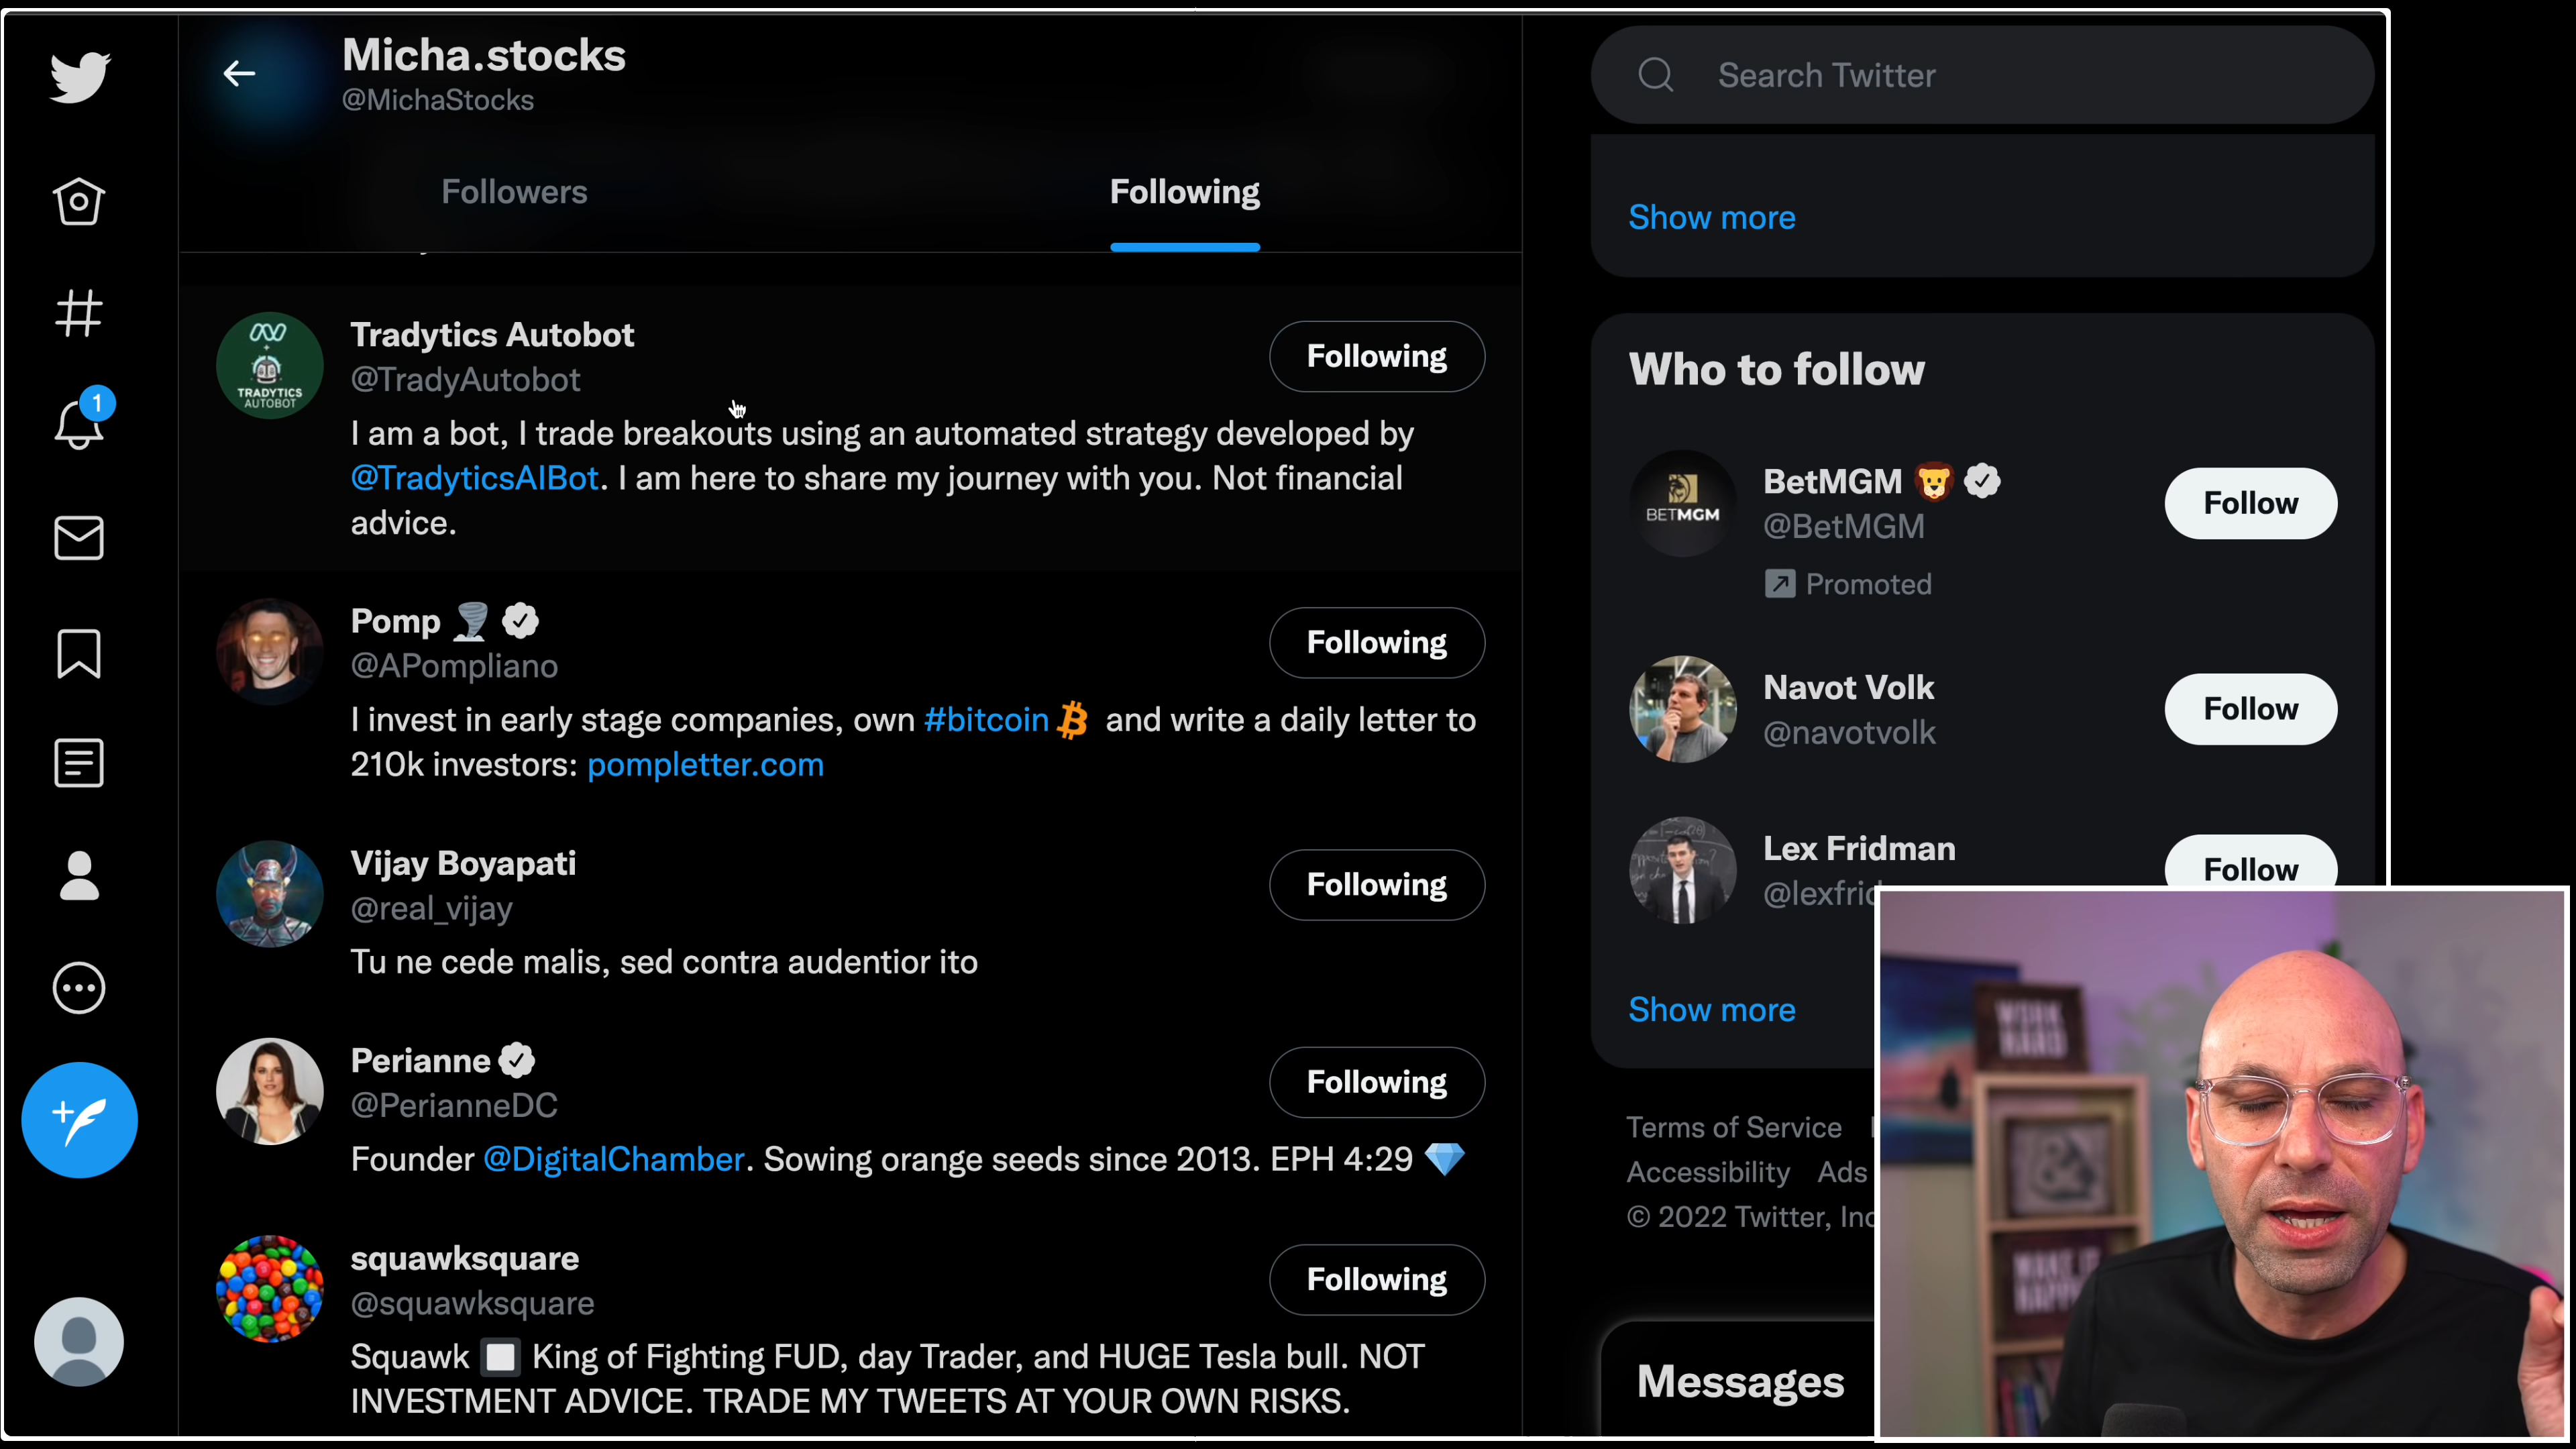 Micha.stocks
@MichaStocks
Followers
Following
Tradytics Autobot
@TradyAutobot
Following
I am a bot, I trade breakouts using an automated strategy developed by
@TradyticsAIBot. I am here to share my journey with you. Not financial
advice.
TRADYTICS
AUTOBOT
Pomp
@APompliano
Following
I invest in early stage companies, own #bitcoin and write a daily letter to
210k investors: pompletter.com
Vijay Boyapati
@real_vijay
Following
Tu ne cede malis, sed contra audentior ito
Perianne
@PerianneDC
Following
Founder @DigitalChamber. Sowing orange seeds since 2013. EPH 4:29
squawksquare
@squawksquare
Following
Squawk King of Fighting FUD, day Trader, and HUGE Tesla bull. NOT
INVESTMENT ADVICE. TRADE MY TWEETS AT YOUR OWN RISKS.
1
Search Twitter
Show more
Who to follow
BETMGM
BetMGM
@BetMGM
Promoted
Follow
Navot Volk
@navotvolk
Follow
Lex Fridman
@lexfri
Follow
Show more
Terms of Service
Accessibility Ads
© 2022 Twitter, Inc
Messages
WORK
HARD
MAKE IT
HAPPEN